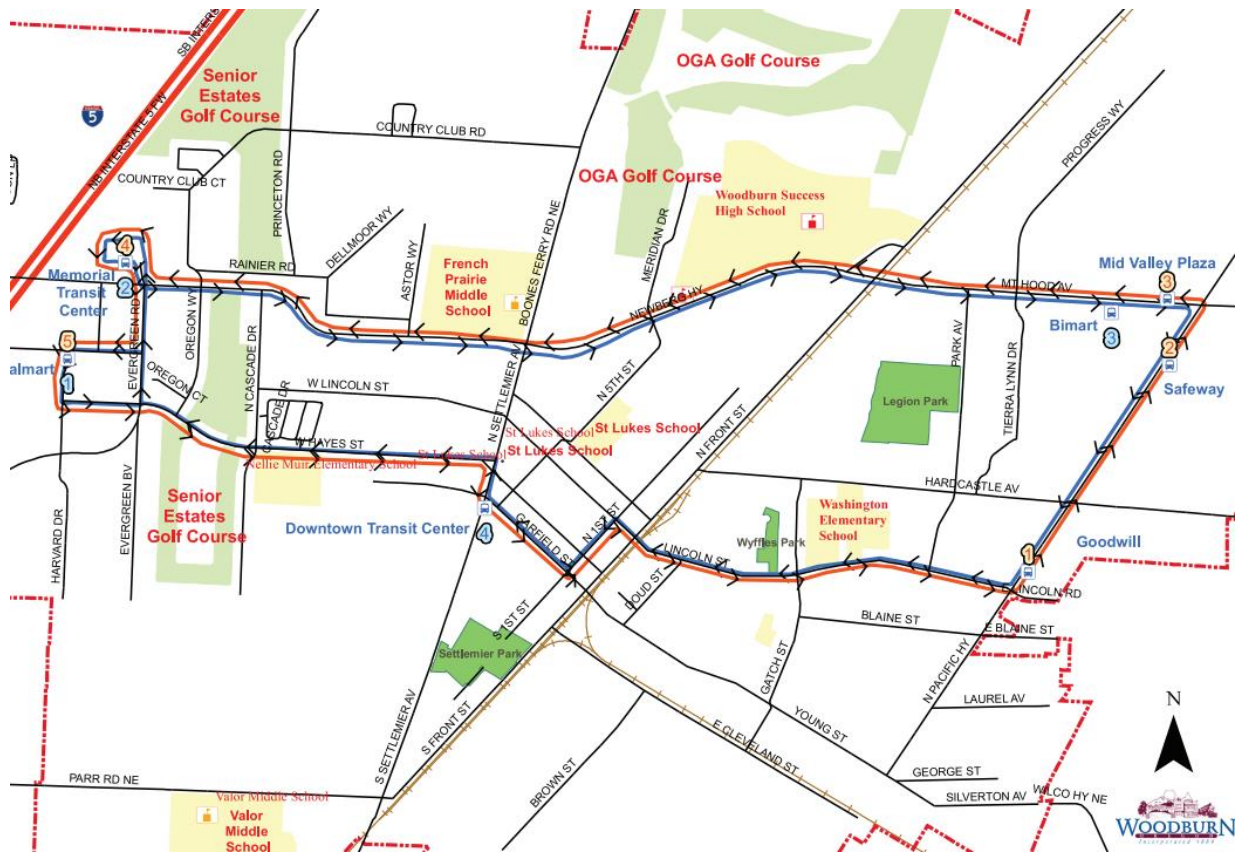 SB INTERSTATE
NB INTERSTATE 5 FW
5
Senior
Estates
Golf Course
OGA Golf Course
COUNTRY CLUB RD
COUNTRY CLUB CT
PRINCETON RD
DELLMOOR WY
RAINIER RD
ASTOR WY
French
Prairie
Middle
School
BOONES FERRY RD NE
OGA Golf Course
MERIDIAN DR
Woodburn Success
High School
PROGRESS WY
4
Memorial
Transit
Center
2
EVERGREEN RD
OREGON WY
N CASCADE DR
NEWBERG HY
MT HOOD AV
Mid Valley Plaza
3
Bimart
3
2
Safeway
5
almart
1
OREGON CT
W LINCOLN ST
CASCADE DR
W HAYES ST
N SETTLEMIER AV
N 5TH ST
St Lukes School
St Lukes School
St Lukes School
St Lukes School
Nellie Muir Elementary School
N FRONT ST
Legion Park
PARK AV
TIERRA LYNN DR
HARDCASTLE AV
Senior
Estates
Golf Course
HARVARD DR
EVERGREEN BV
Downtown Transit Center
4
GARFIELD ST
N 1ST ST
LINCOLN ST
Wyffles Park
Washington
Elementary
School
1
Goodwill
E LINCOLN RD
DOUD ST
S 1ST ST
Settlemier Park
BLAINE ST
E BLAINE ST
GATCH ST
N PACIFIC HY
LAUREL AV
S SETTLEMIER AV
S FRONT ST
YOUNG ST
E CLEVELAND ST
BROWN ST
GEORGE ST
SILVERTON AV
WILCO HY NE
PARR RD NE
Valor Middle School
Valor
Middle
School
N
WOODBURN
Incorporated 1889